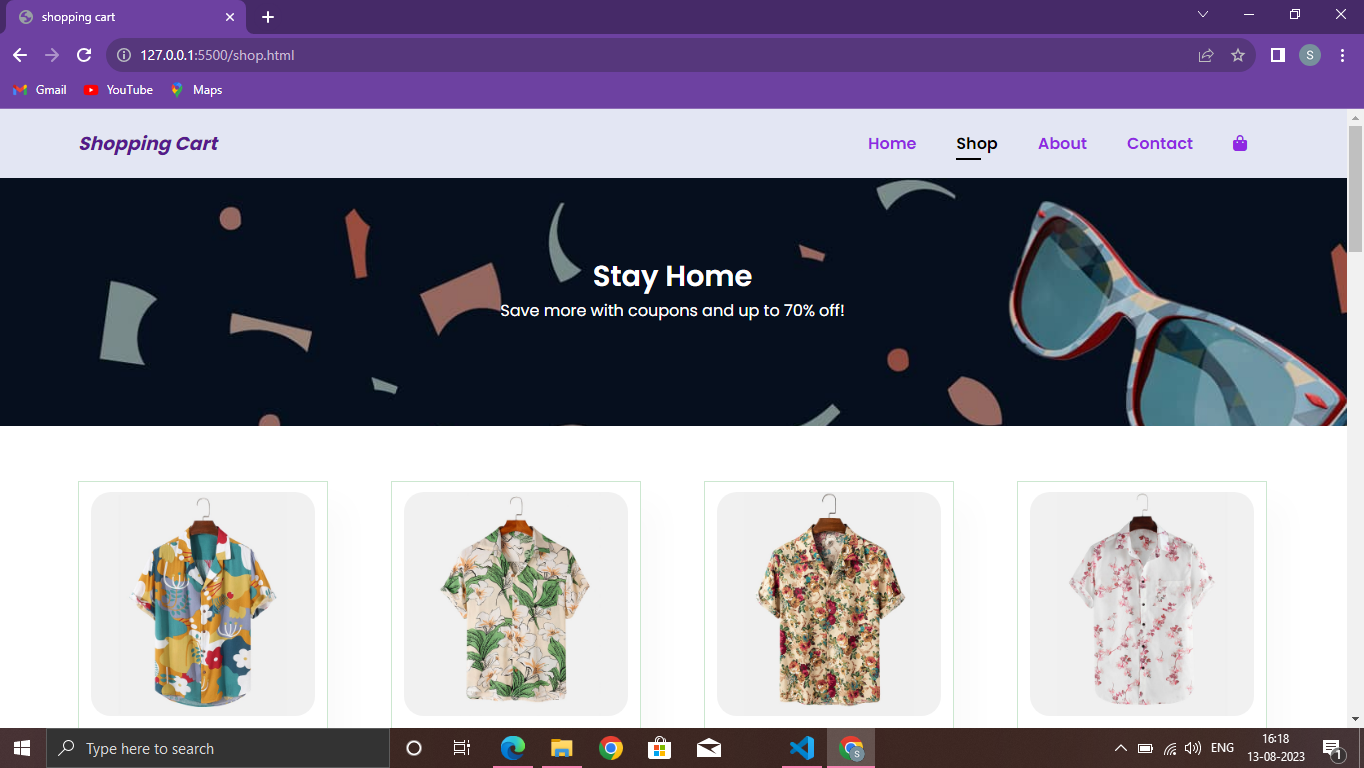 shopping cart
127.0.0.1:5500/shop.html
S
Gmail YouTube Maps
Shopping Cart
Home Shop About Contact
Stay Home
Save more with coupons and up to 70% off!
Type here to search
S
ENG
16:18
13-08-2023
1